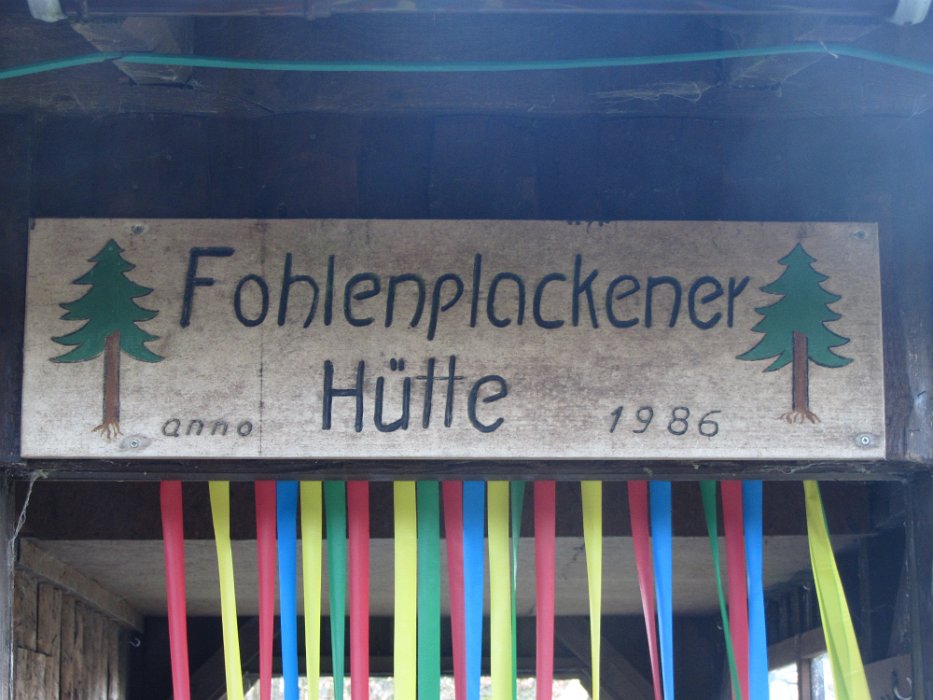 Fohlenplackener
Hütte
anno 1986